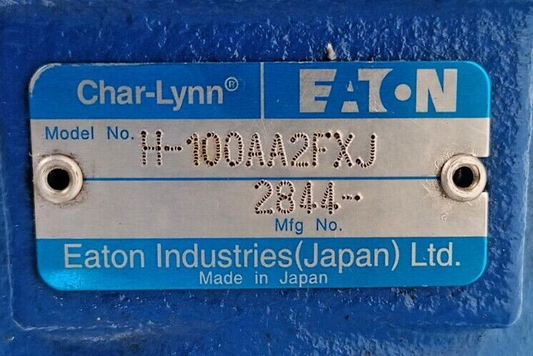 Char-Lynn® EATON
Model No. H-100AA2FXJ
2844-
Mfg No.
Eaton Industries(Japan) Ltd.
Made in Japan